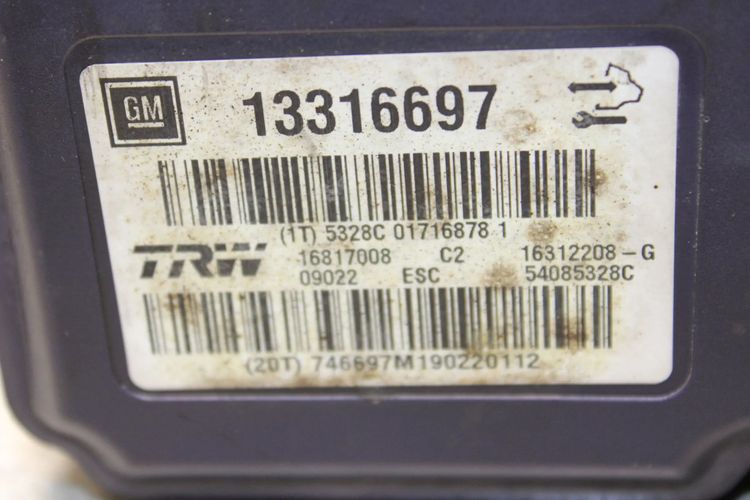 GM
13316697
(1T) 5328C 01716878 1
TRW
16817008 C2 16312208-G
09022 ESC 54085328C
(20T) 746697M190220112